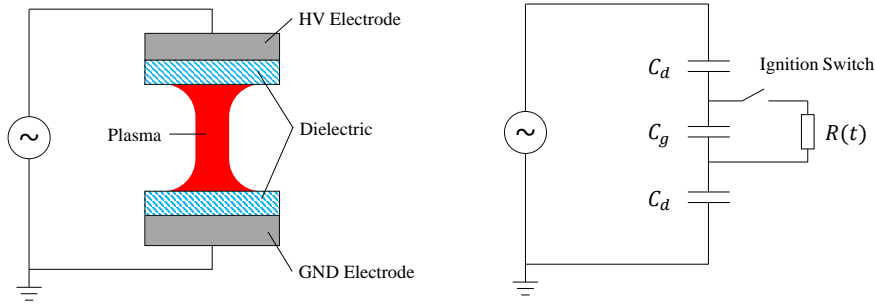 HV Electrode
Plasma
Dielectric
GND Electrode
~
C_d
Ignition Switch
C_g
R(t)
C_d
~